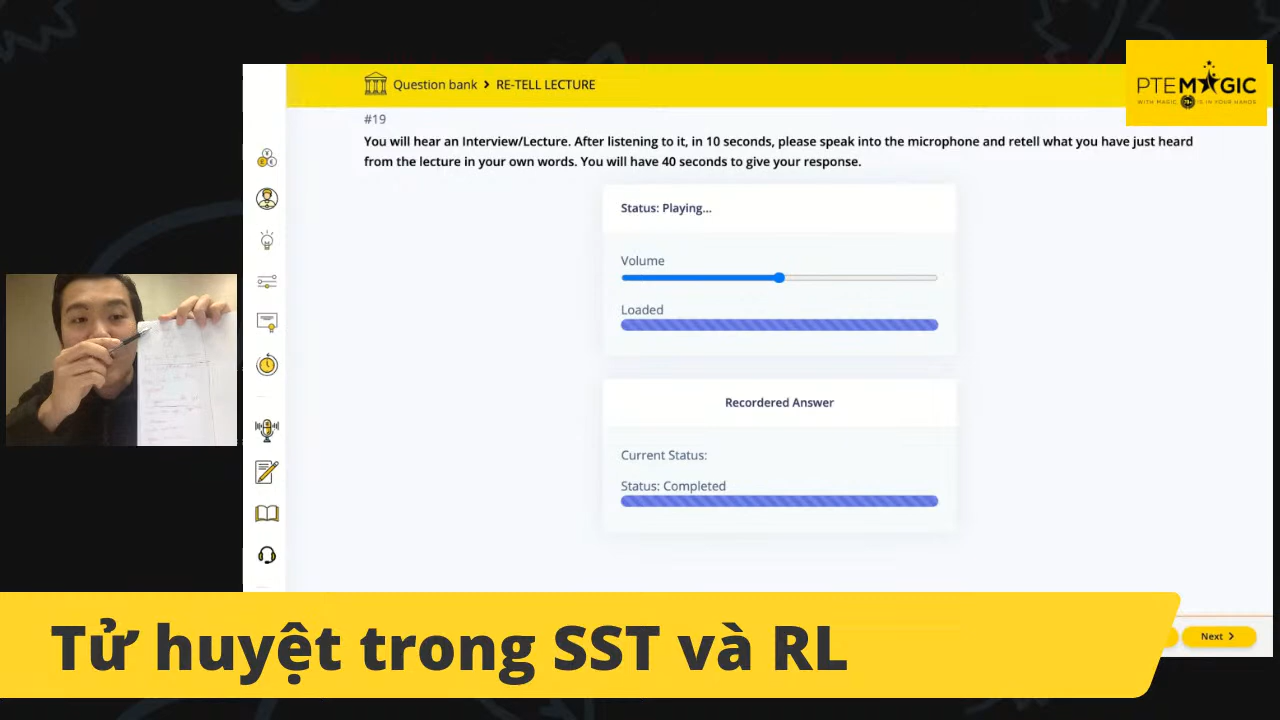 Question bank > RE-TELL LECTURE
PTEMAGIC
WITH MAGIC, 79+ IS IN YOUR HANDS
#19
You will hear an Interview/Lecture. After listening to it, in 10 seconds, please speak into the microphone and retell what you have just heard
from the lecture in your own words. You will have 40 seconds to give your response.
Status: Playing...
Volume
Loaded
Recordered Answer
Current Status:
Status: Completed
Next >
Tử huyệt trong SST và RL